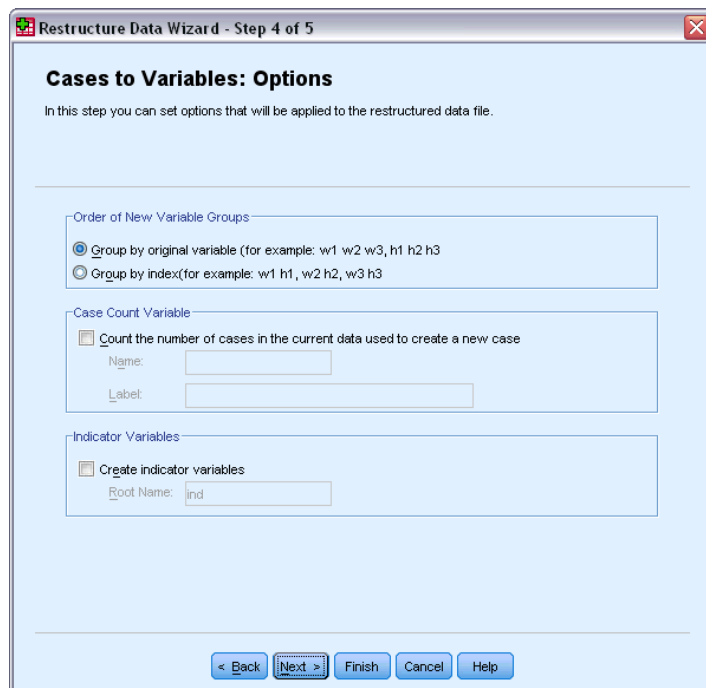 Restructure Data Wizard - Step 4 of 5
Cases to Variables: Options
In this step you can set options that will be applied to the restructured data file.
Order of New Variable Groups
Group by original variable (for example: w1 w2 w3, h1 h2 h3
Group by index(for example: w1 h1, w2 h2, w3 h3
Case Count Variable
Count the number of cases in the current data used to create a new case
Name:
Label:
Indicator Variables
Create indicator variables
Root Name: ind
< Back Next > Finish Cancel Help